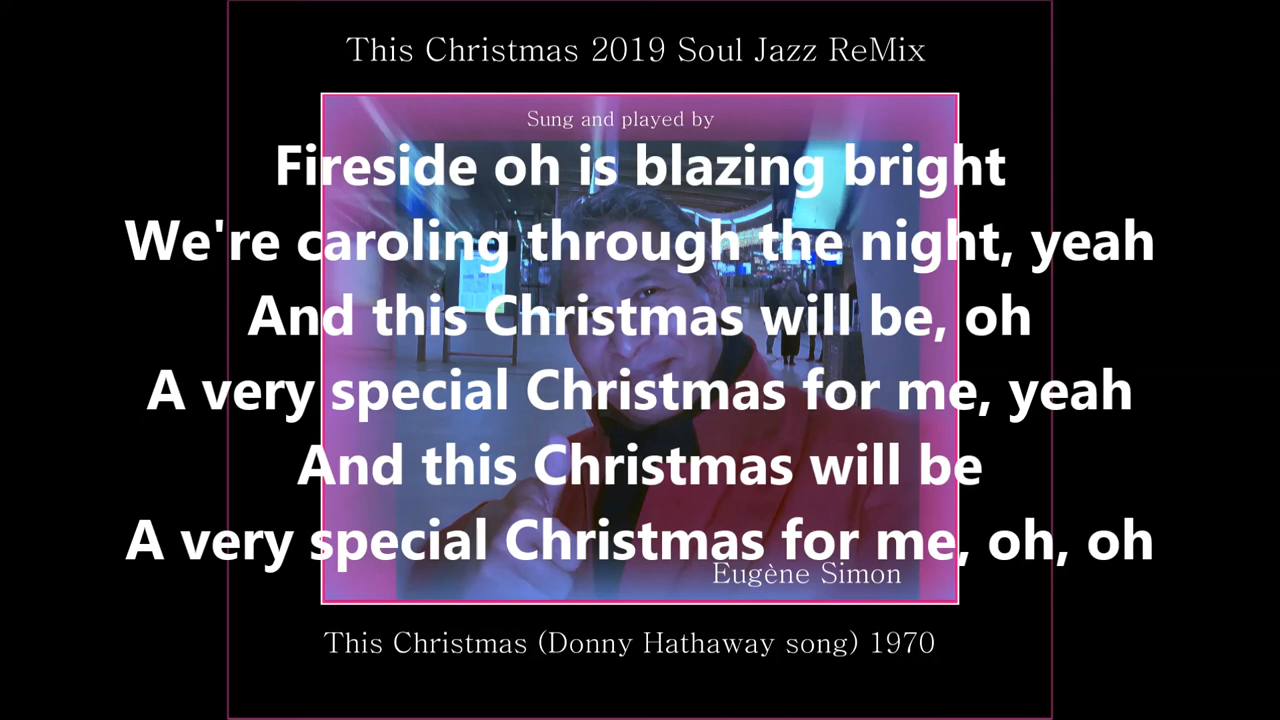 This Christmas 2019 Soul Jazz ReMix
Sung and played by
Fireside oh is blazing bright
We're caroling through the night, yeah
And this Christmas will be, oh
A very special Christmas for me, yeah
And this Christmas will be
A very special Christmas for me, oh, oh
Eugène Simon
This Christmas (Donny Hathaway song) 1970